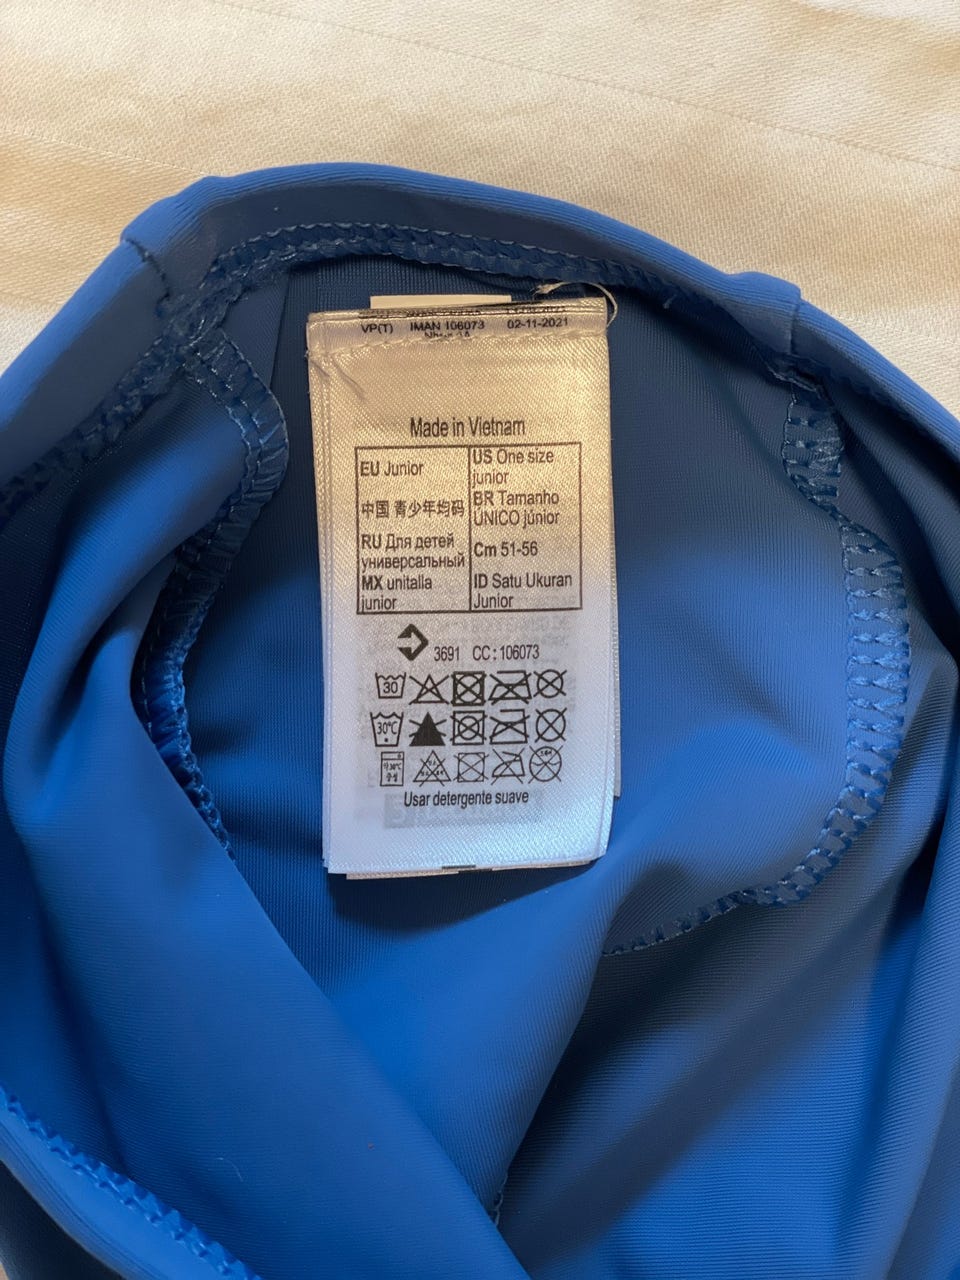 VP(T) IMAN 106073 02-11-2021
Made in Vietnam
EU Junior
US One size junior
中国 青少年均码
BR Tamanho ÚNICO júnior
RU Для детей универсальный
Cm 51-56
MX unitalla junior
ID Satu Ukuran Junior
3691 CC : 106073
30
30°C
Usar detergente suave